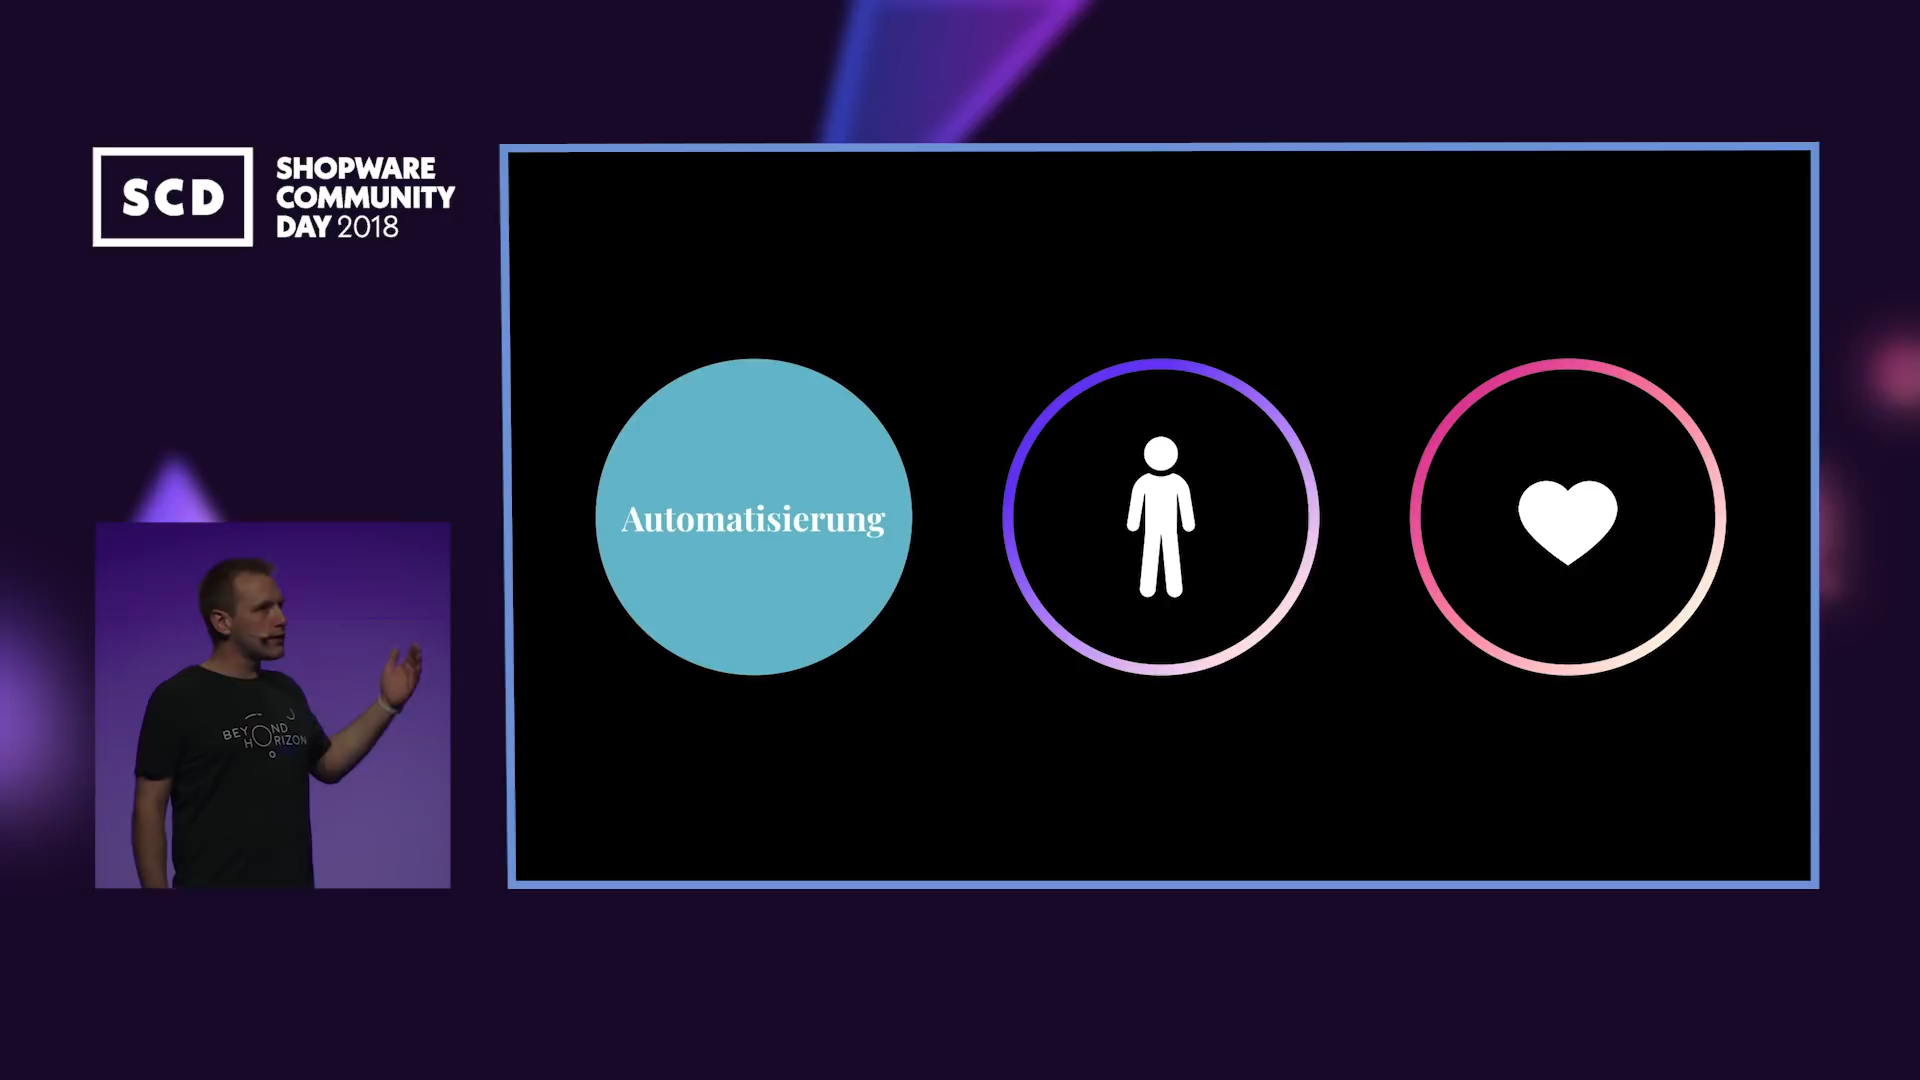 SCD
SHOPWARE
COMMUNITY
DAY 2018
Automatisierung
BEYOND
HORIZON